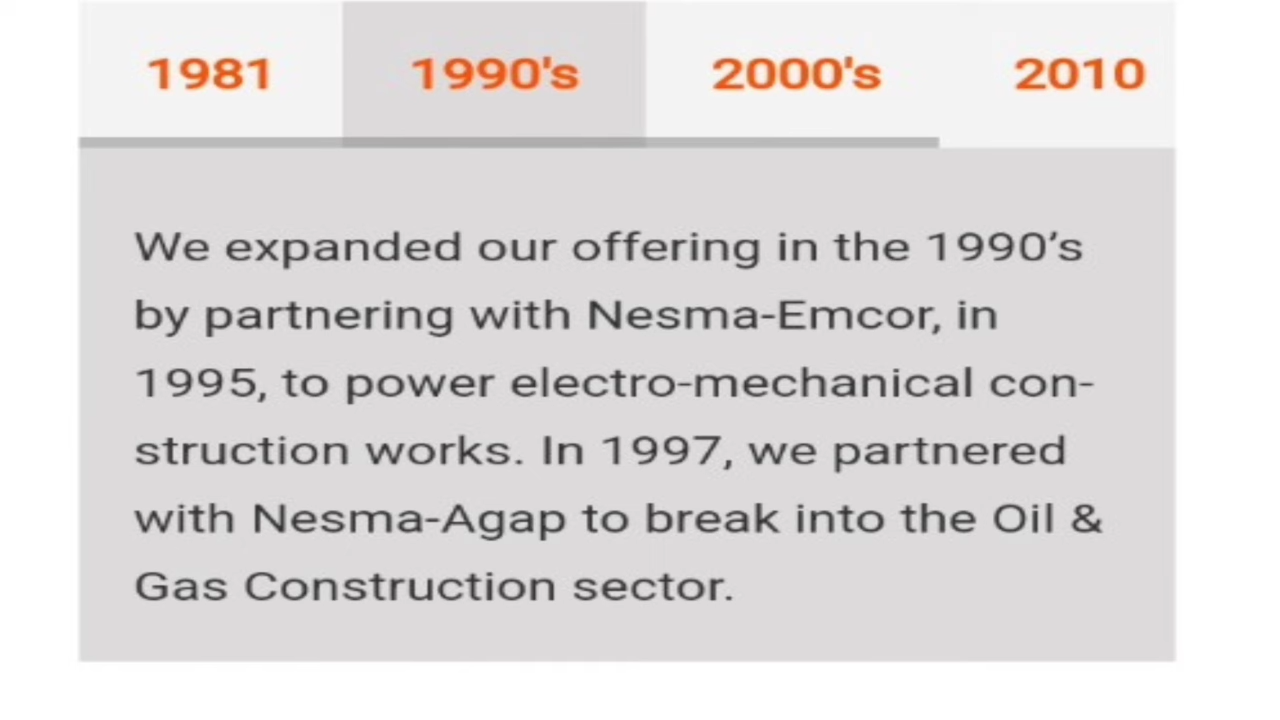 1981 1990's 2000's 2010
We expanded our offering in the 1990’s
by partnering with Nesma-Emcor, in
1995, to power electro-mechanical con-
struction works. In 1997, we partnered
with Nesma-Agap to break into the Oil &
Gas Construction sector.